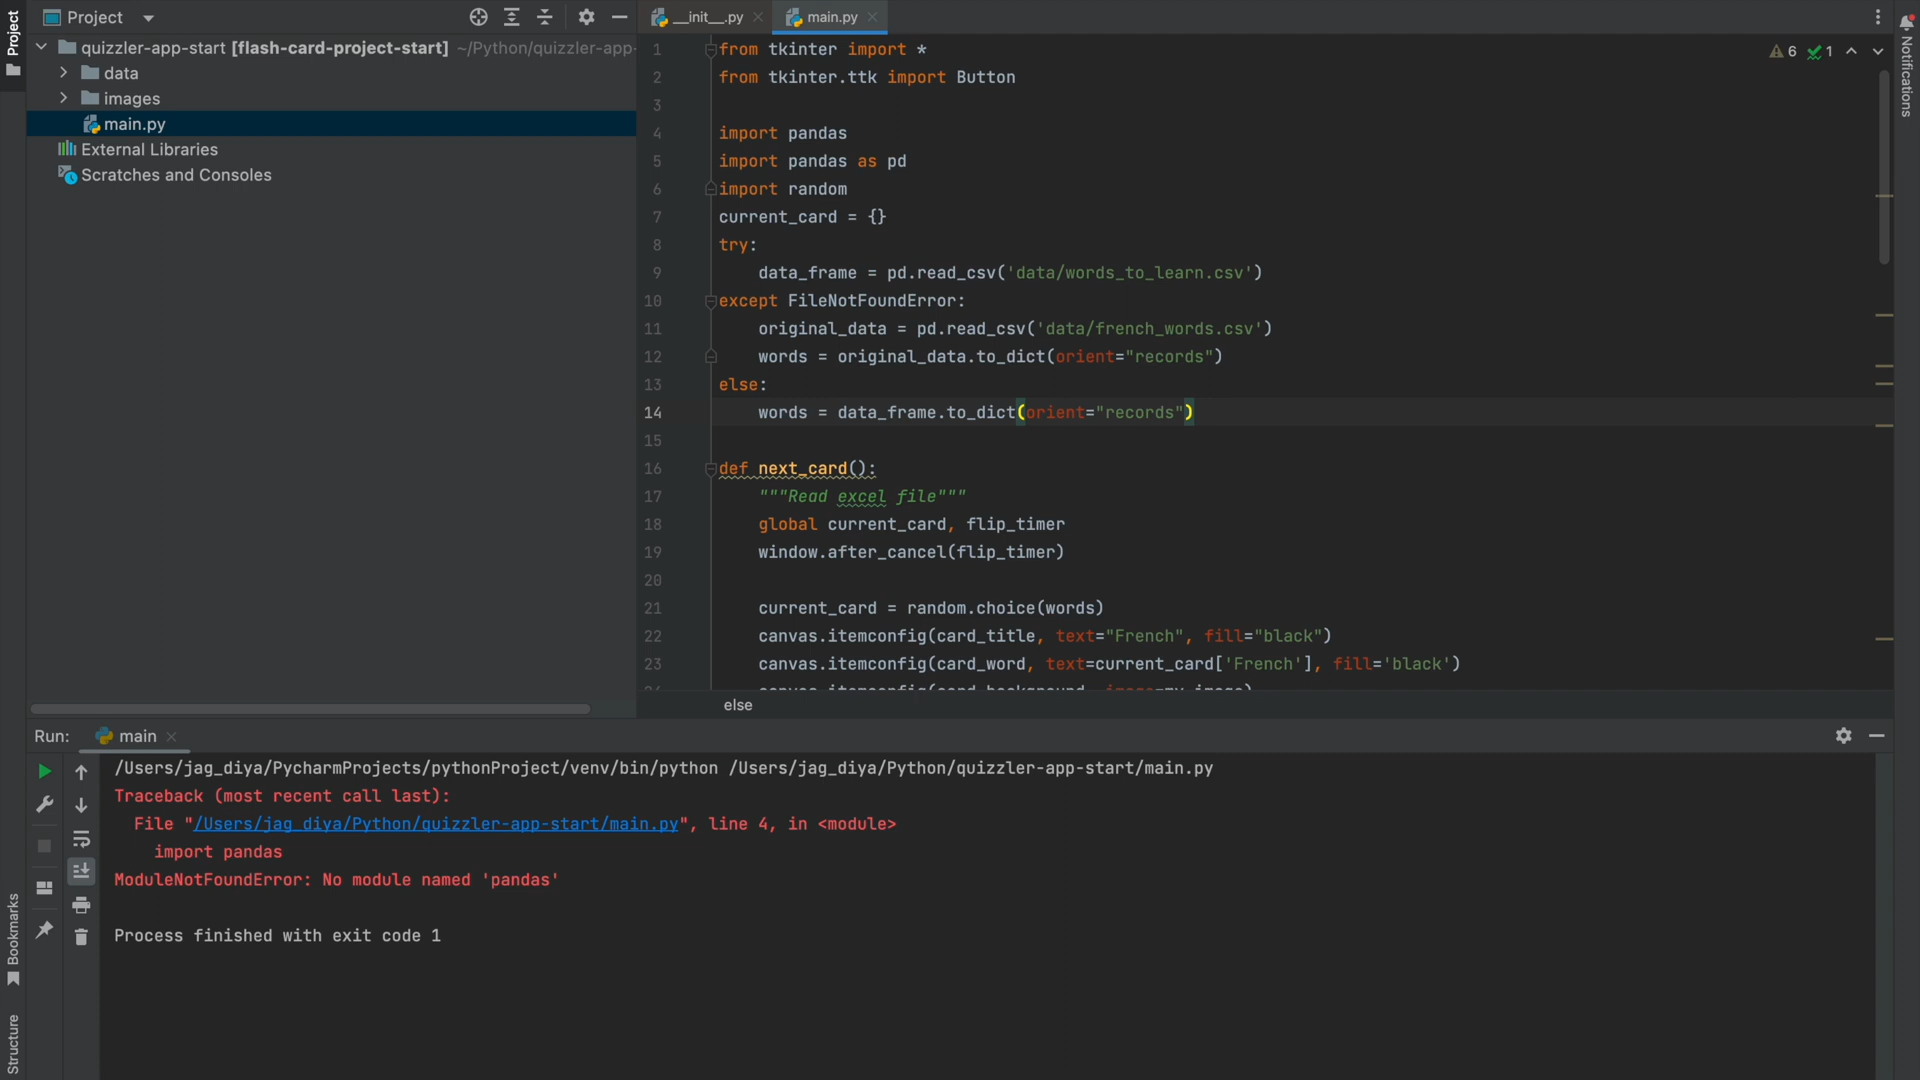 Project
quizzler-app-start [flash-card-project-start] ~/Python/quizzler-app-
data
images
main.py
External Libraries
Scratches and Consoles
Project
Bookmarks
Structure
Notifications
__init__.py
main.py
6 1
1 from tkinter import *
2 from tkinter.ttk import Button
3
4 import pandas
5 import pandas as pd
6 import random
7 current_card = {}
8 try:
9 data_frame = pd.read_csv('data/words_to_learn.csv')
10 except FileNotFoundError:
11 original_data = pd.read_csv('data/french_words.csv')
12 words = original_data.to_dict(orient="records")
13 else:
14 words = data_frame.to_dict(orient="records")
15
16 def next_card():
17 """Read excel file"""
18 global current_card, flip_timer
19 window.after_cancel(flip_timer)
20
21 current_card = random.choice(words)
22 canvas.itemconfig(card_title, text="French", fill="black")
23 canvas.itemconfig(card_word, text=current_card['French'], fill='black')
else
Run: main
/Users/jag_diya/PycharmProjects/pythonProject/venv/bin/python /Users/jag_diya/Python/quizzler-app-start/main.py
Traceback (most recent call last):
File "/Users/jag_diya/Python/quizzler-app-start/main.py", line 4, in <module>
import pandas
ModuleNotFoundError: No module named 'pandas'
Process finished with exit code 1